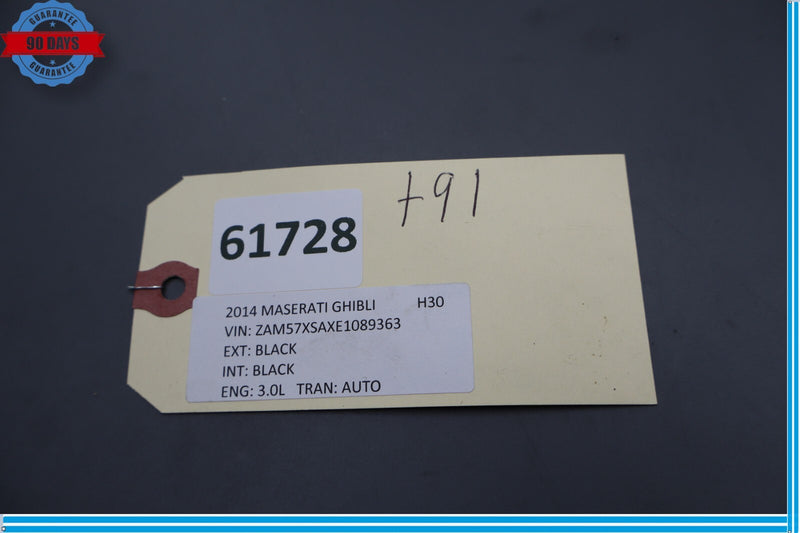 GUARANTEE
90 DAYS
GUARANTEE
791
61728
2014 MASERATI GHIBLI H30
VIN: ZAM57XSAXE1089363
EXT: BLACK
INT: BLACK
ENG: 3.0L TRAN: AUTO